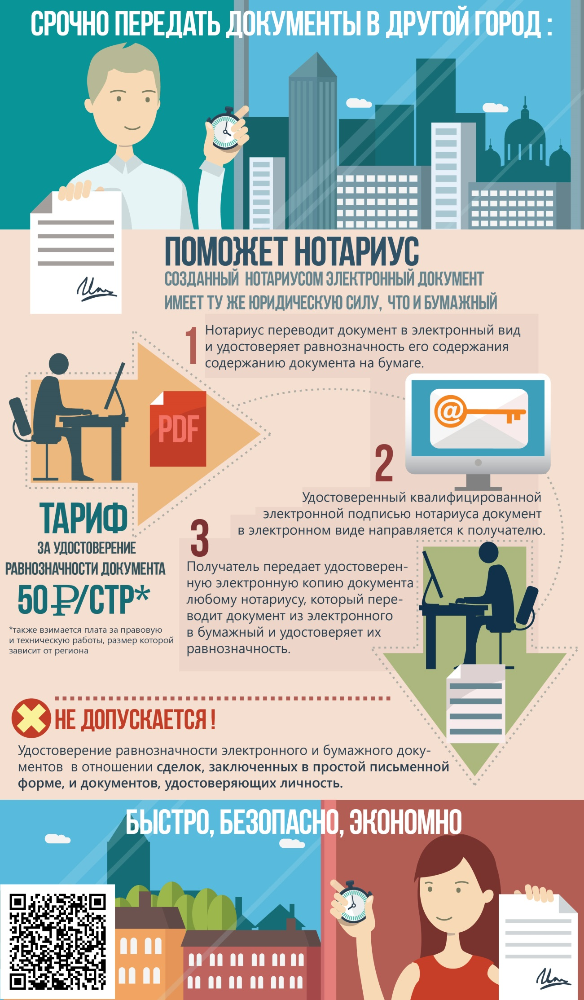 СРОЧНО ПЕРЕДАТЬ ДОКУМЕНТЫ В ДРУГОЙ ГОРОД :
ПОМОЖЕТ НОТАРИУС
СОЗДАННЫЙ НОТАРИУСОМ ЭЛЕКТРОННЫЙ ДОКУМЕНТ
ИМЕЕТ ТУ ЖЕ ЮРИДИЧЕСКУЮ СИЛУ, ЧТО И БУМАЖНЫЙ
1
Нотариус переводит документ в электронный вид
и удостоверяет равнозначность его содержания
содержанию документа на бумаге.
PDF
@
2
Удостоверенный квалифицированной
электронной подписью нотариуса документ
в электронном виде направляется к получателю.
3
Получатель передает удостоверен-
ную электронную копию документа
любому нотариусу, который пере-
водит документ из электронного
в бумажный и удостоверяет их
равнозначность.
ТАРИФ
ЗА УДОСТОВЕРЕНИЕ
РАВНОЗНАЧНОСТИ ДОКУМЕНТА
50 ₽/СТР*
*также взимается плата за правовую
и техническую работы, размер которой
зависит от региона
НЕ ДОПУСКАЕТСЯ !
Удостоверение равнозначности электронного и бумажного доку-
ментов в отношении сделок, заключенных в простой письменной
форме, и документов, удостоверяющих личность.
БЫСТРО, БЕЗОПАСНО, ЭКОНОМНО